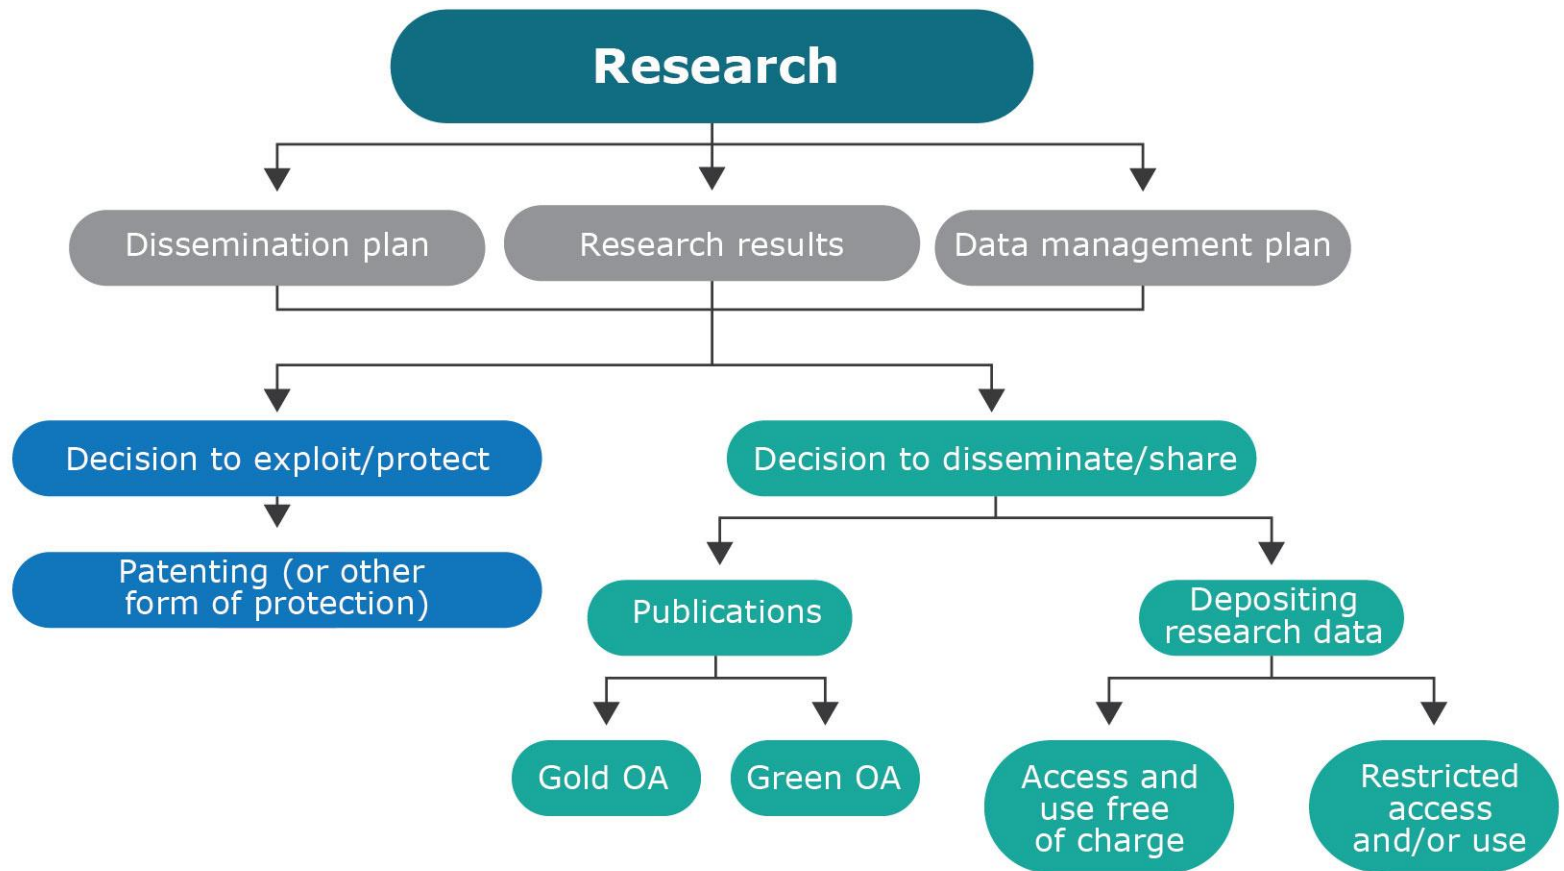 Research
Dissemination plan
Research results
Data management plan
Decision to exploit/protect
Decision to disseminate/share
Patenting (or other
form of protection)
Publications
Depositing
research data
Gold OA
Green OA
Access and
use free
of charge
Restricted
access
and/or use